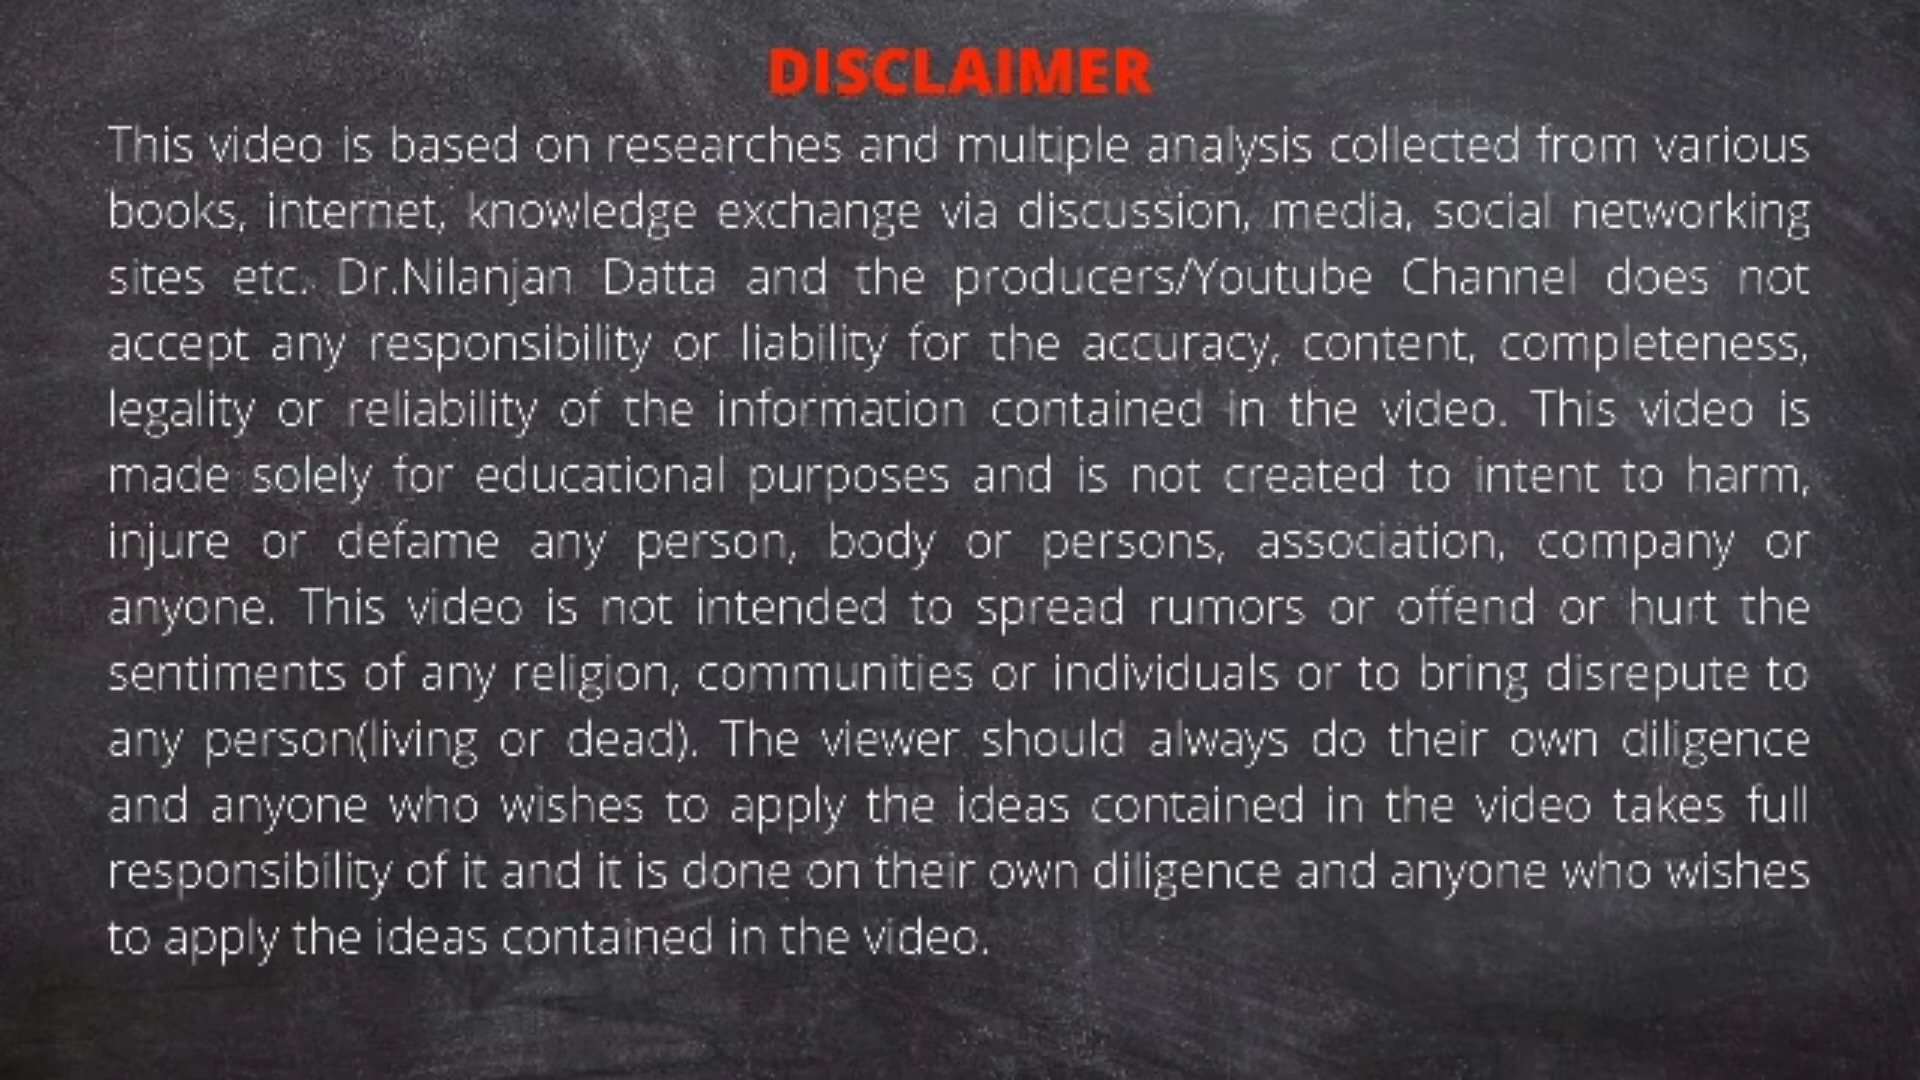 DISCLAIMER
This video is based on researches and multiple analysis collected from various
books, internet, knowledge exchange via discussion, media, social networking
sites etc. Dr.Nilanjan Datta and the producers/Youtube Channel does not
accept any responsibility or liability for the accuracy, content, completeness,
legality or reliability of the information contained in the video. This video is
made solely for educational purposes and is not created to intent to harm,
injure or defame any person, body or persons, association, company or
anyone. This video is not intended to spread rumors or offend or hurt the
sentiments of any religion, communities or individuals or to bring disrepute to
any person(living or dead). The viewer should always do their own diligence
and anyone who wishes to apply the ideas contained in the video takes full
responsibility of it and it is done on their own diligence and anyone who wishes
to apply the ideas contained in the video.